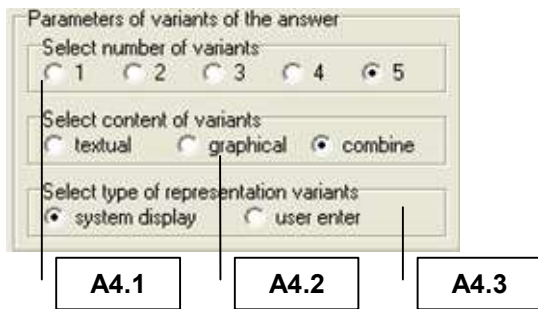 Parameters of variants of the answer
Select number of variants
1 2 3 4 5
Select content of variants
textual graphical combine
Select type of representation variants
system display user enter
A4.1 A4.2 A4.3